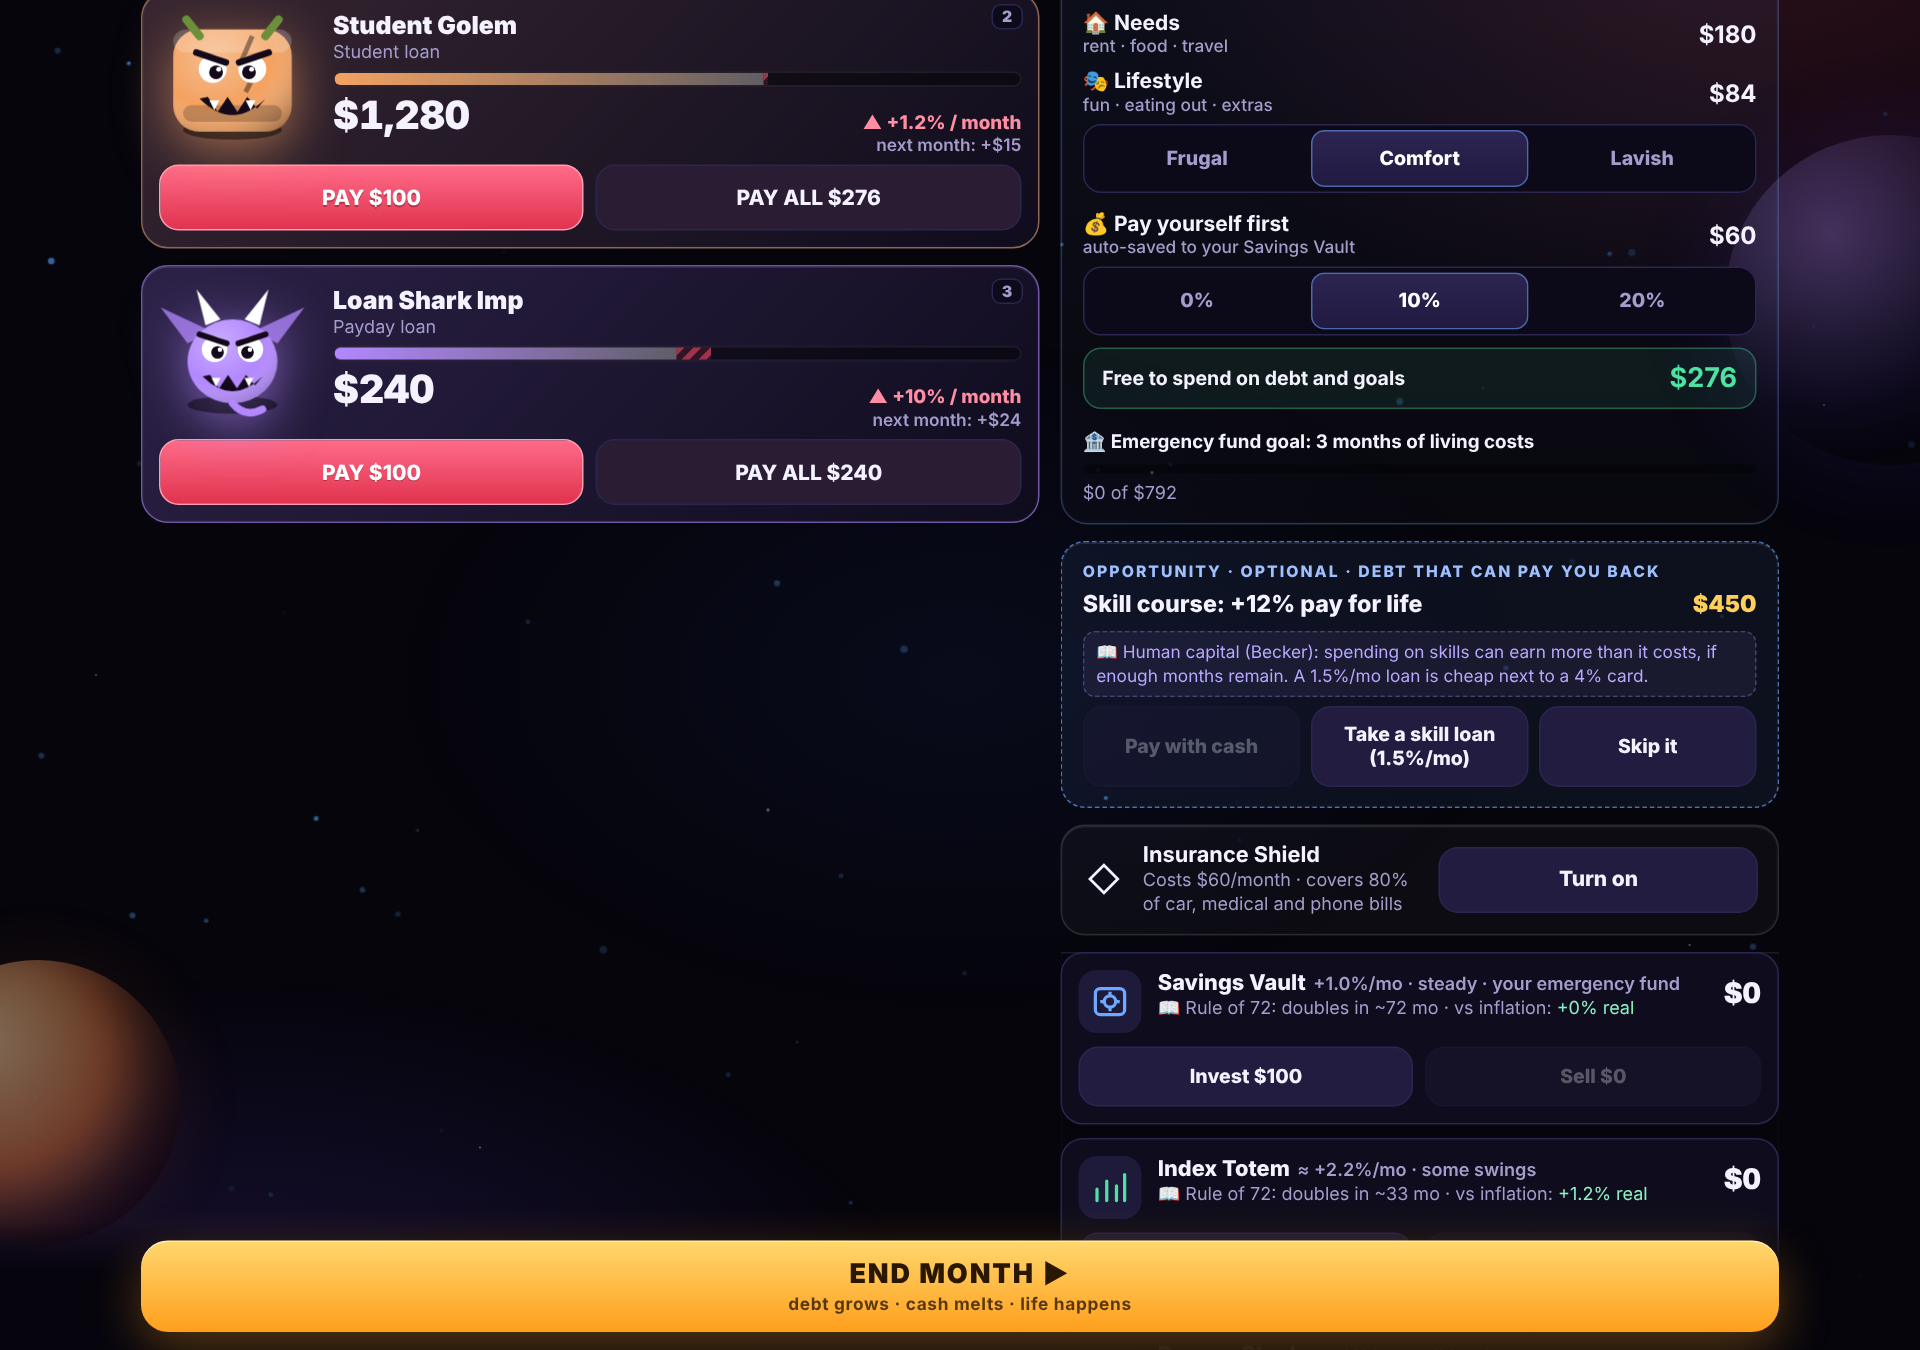 Student Golem
2
Student loan
$1,280
▲ +1.2% / month
next month: +$15
PAY $100
PAY ALL $276
Loan Shark Imp
3
Payday loan
$240
▲ +10% / month
next month: +$24
PAY $100
PAY ALL $240
Needs
rent · food · travel
$180
Lifestyle
fun · eating out · extras
$84
Frugal
Comfort
Lavish
Pay yourself first
auto-saved to your Savings Vault
$60
0%
10%
20%
Free to spend on debt and goals
$276
Emergency fund goal: 3 months of living costs
$0 of $792
OPPORTUNITY · OPTIONAL · DEBT THAT CAN PAY YOU BACK
Skill course: +12% pay for life
$450
Human capital (Becker): spending on skills can earn more than it costs, if
enough months remain. A 1.5%/mo loan is cheap next to a 4% card.
Pay with cash
Take a skill loan
(1.5%/mo)
Skip it
Insurance Shield
Costs $60/month · covers 80%
of car, medical and phone bills
Turn on
Savings Vault +1.0%/mo · steady · your emergency fund
$0
Rule of 72: doubles in ~72 mo · vs inflation: +0% real
Invest $100
Sell $0
Index Totem ≈ +2.2%/mo · some swings
$0
Rule of 72: doubles in ~33 mo · vs inflation: +1.2% real
END MONTH ▶
debt grows · cash melts · life happens